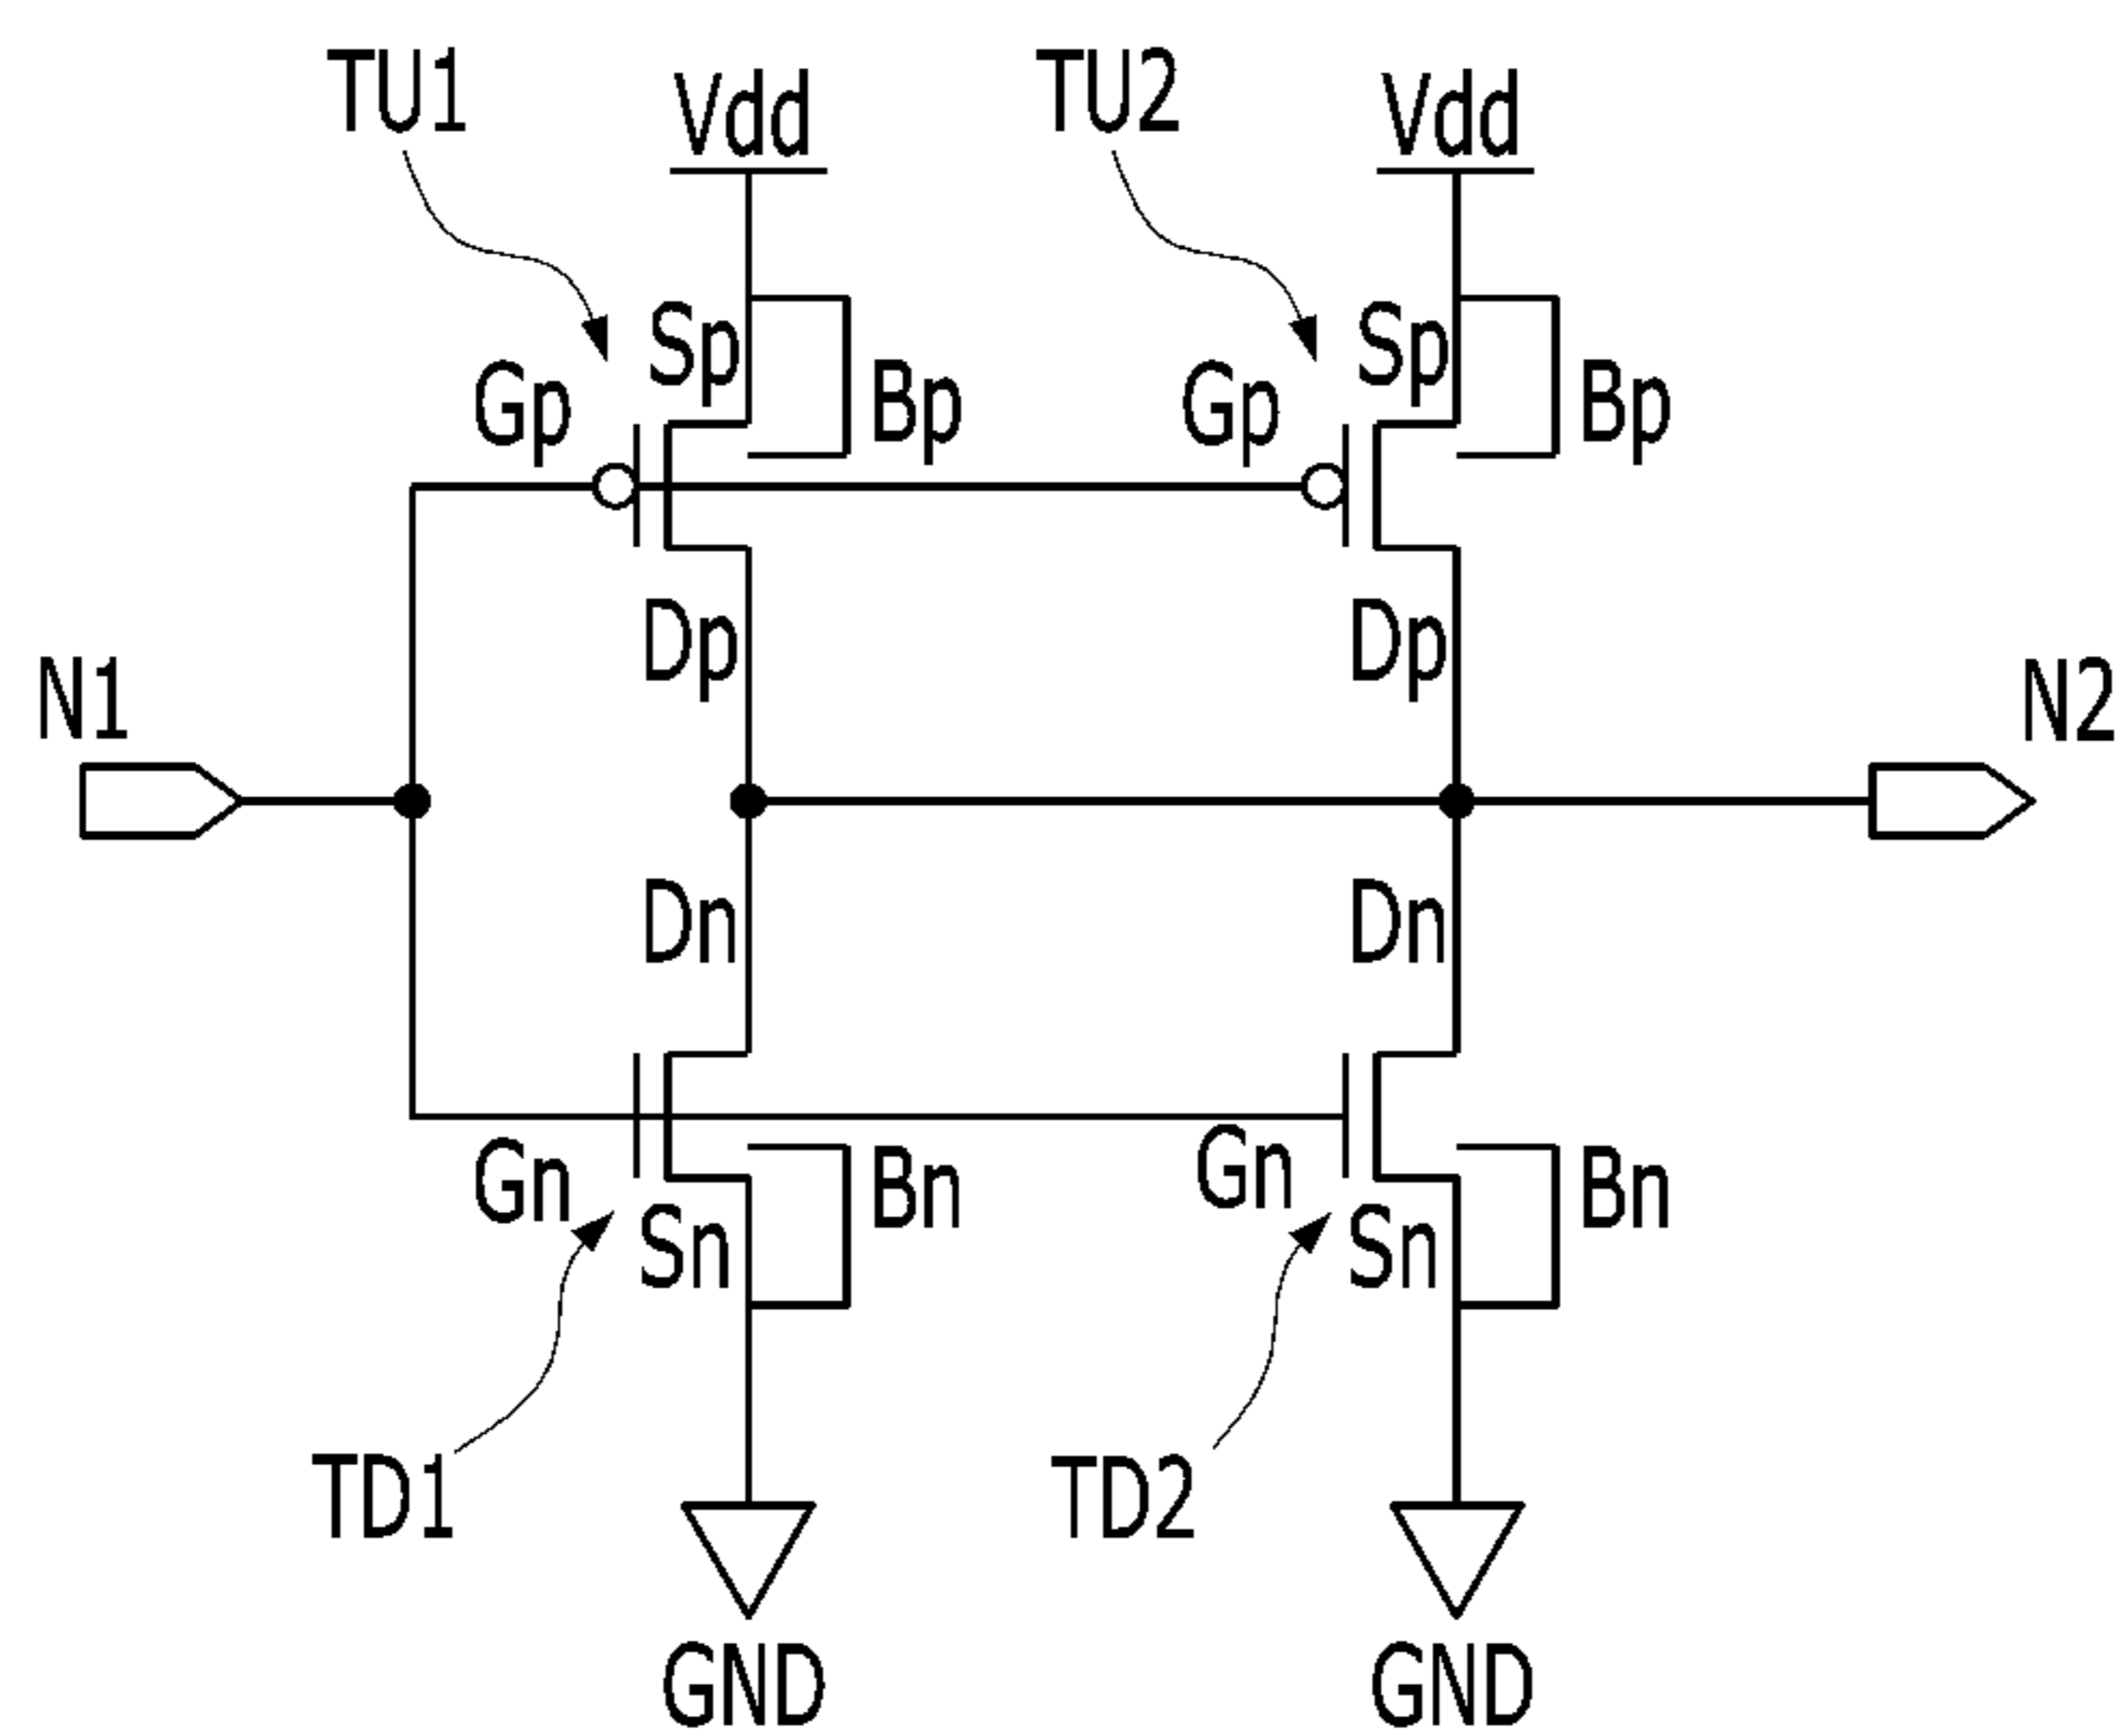 TU1
Vdd
TU2
Vdd
Sp
Gp
Bp
Sp
Gp
Bp
Dp
Dp
N1
N2
Dn
Dn
Gn
Sn
Bn
Gn
Sn
Bn
TD1
TD2
GND
GND